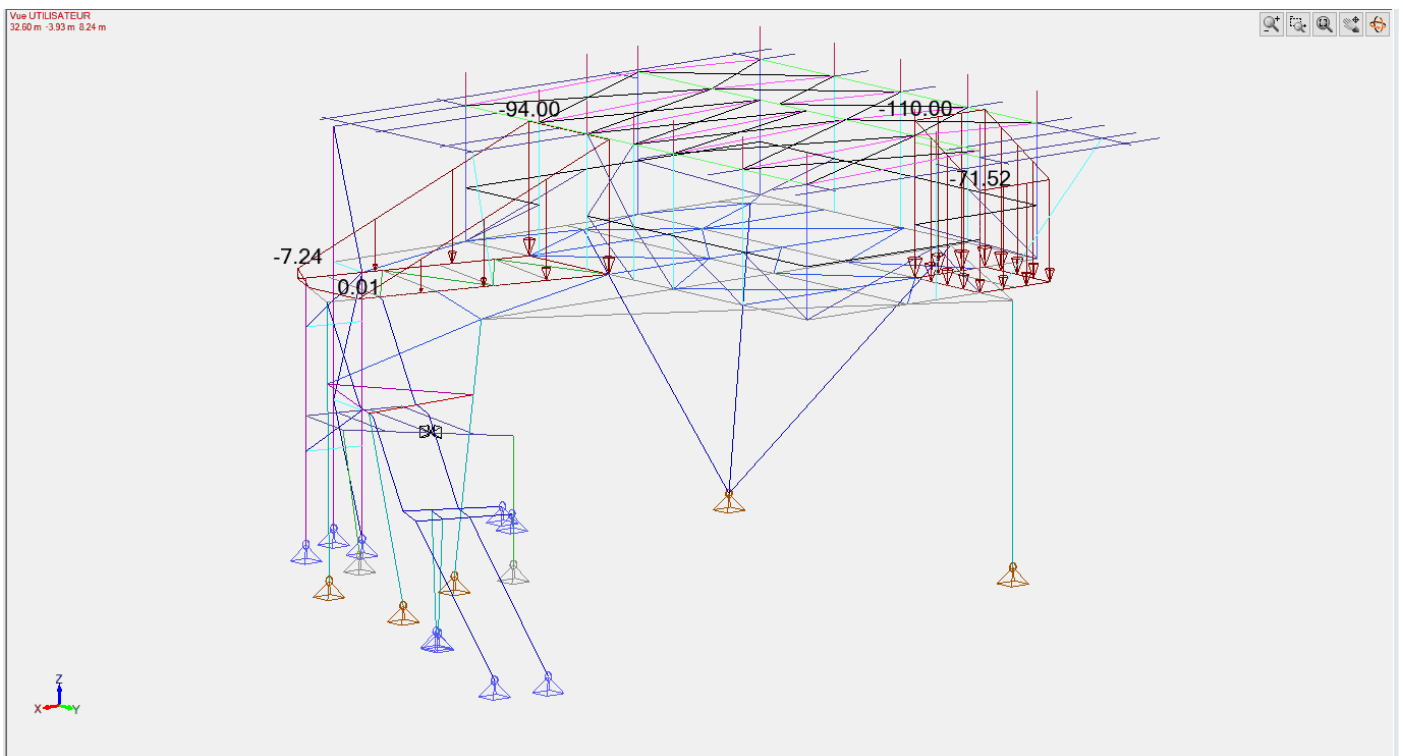 Vue UTILISATEUR
32.60 m -3.93 m 8.24 m
-94.00
-110.00
-71.52
-7.24
0.01
Z
X
Y